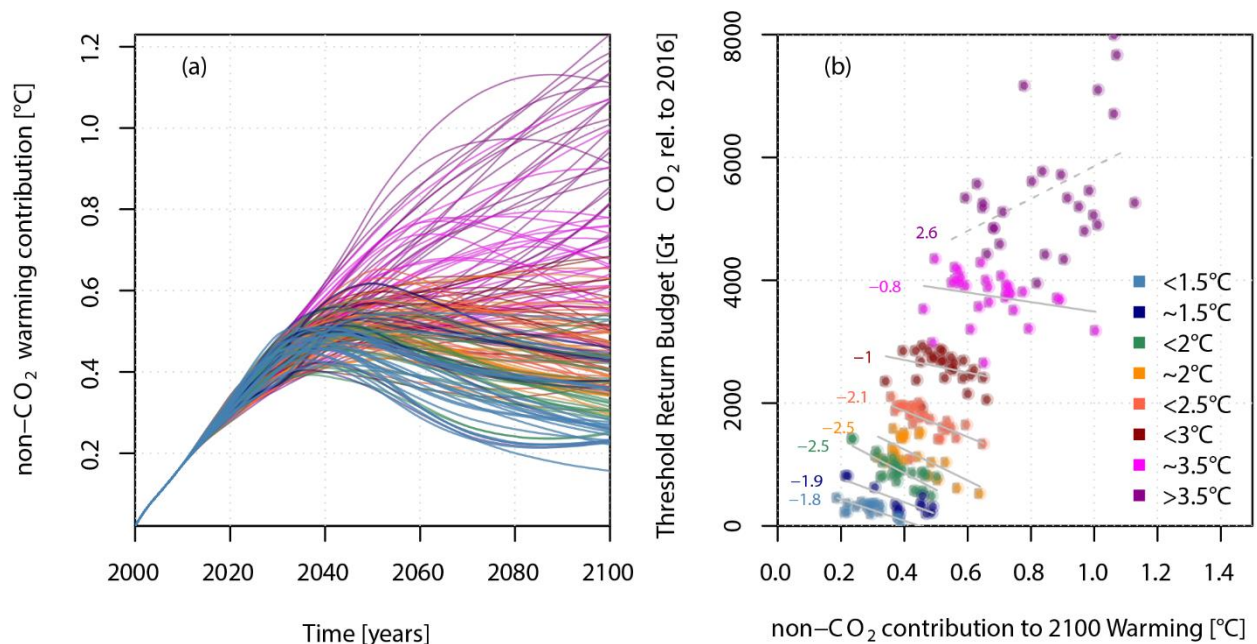 non−CO2 warming contribution [°C]
1.2
1.0
0.8
0.6
0.4
0.2
(a)
2000 2020 2040 2060 2080 2100
Time [years]
Threshold Return Budget [Gt CO2 rel. to 2016]
8000
6000
4000
2000
0
(b)
2.6
−0.8
−1
−2.1
−2.5
−2.5
−1.9
−1.8
<1.5°C
~1.5°C
<2°C
~2°C
<2.5°C
<3°C
~3.5°C
>3.5°C
0.0 0.2 0.4 0.6 0.8 1.0 1.2 1.4
non−CO2 contribution to 2100 Warming [°C]